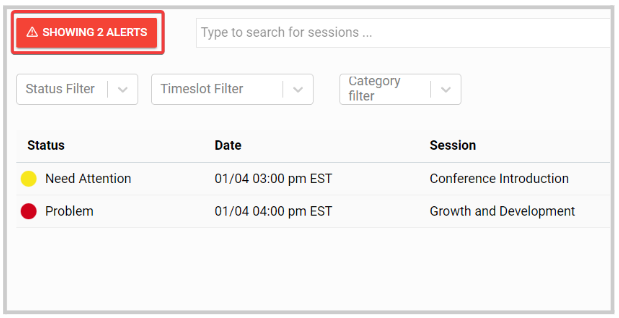 SHOWING 2 ALERTS
Type to search for sessions ...
Status Filter
Timeslot Filter
Category
filter
Status Date Session
Need Attention 01/04 03:00 pm EST Conference Introduction
Problem 01/04 04:00 pm EST Growth and Development